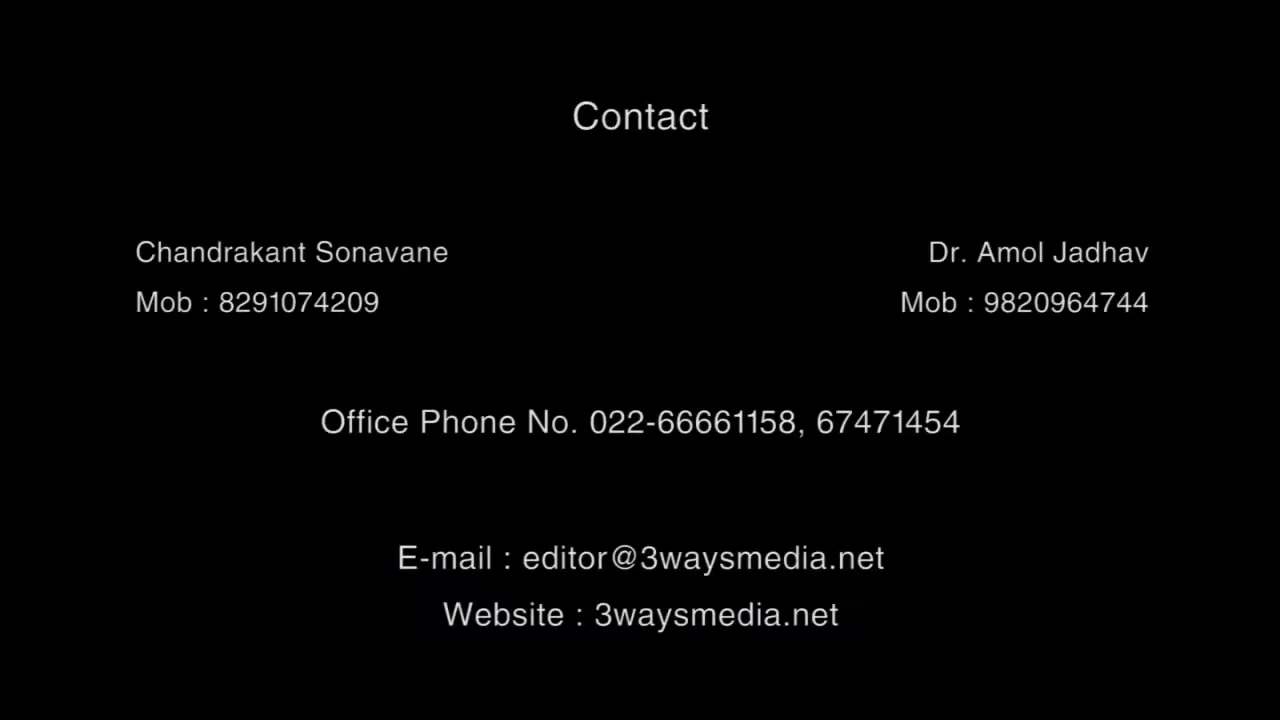 Contact
Chandrakant Sonavane
Dr. Amol Jadhav
Mob : 8291074209
Mob : 9820964744
Office Phone No. 022-66661158, 67471454
E-mail : editor@3waysmedia.net
Website : 3waysmedia.net